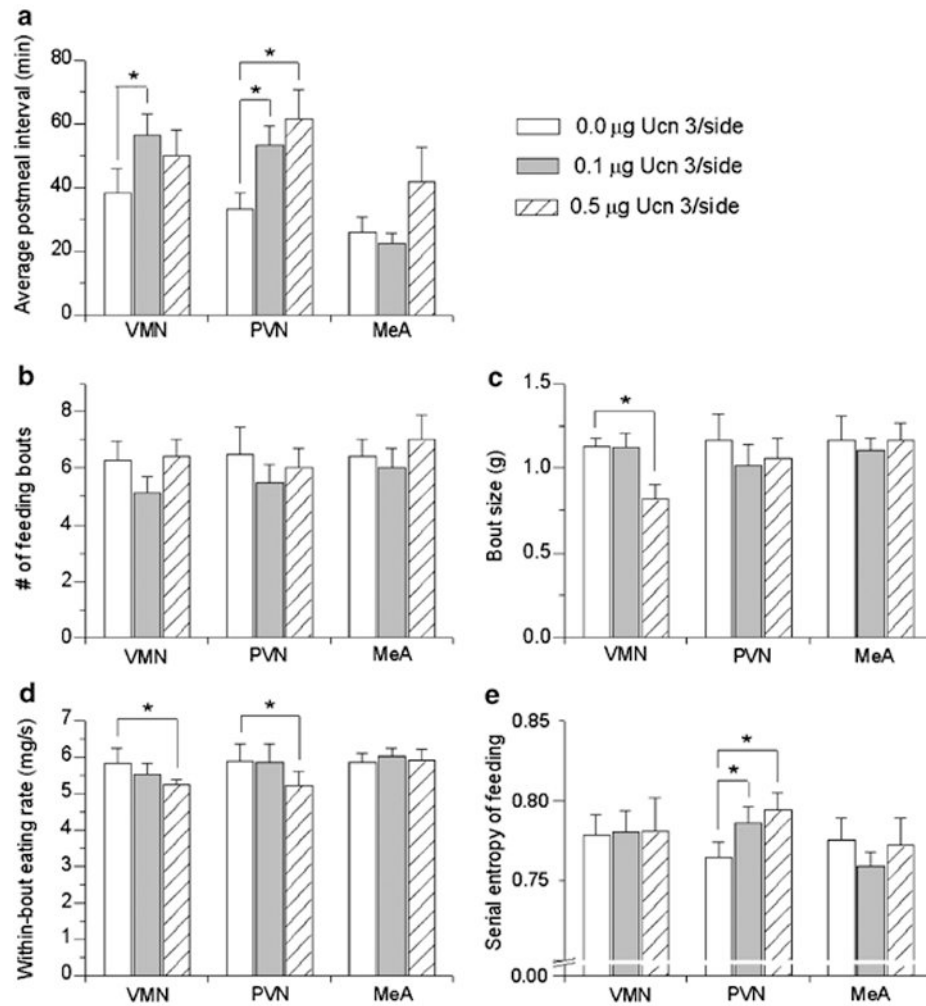 a
Average postmeal interval (min)
80
60
40
20
0
*
*
*
VMN PVN MeA
0.0 µg Ucn 3/side
0.1 µg Ucn 3/side
0.5 µg Ucn 3/side
b
# of feeding bouts
8
6
4
2
0
VMN PVN MeA
c
Bout size (g)
1.5
1.0
0.5
0.0
*
VMN PVN MeA
d
Within-bout eating rate (mg/s)
7
6
5
4
3
2
1
0
*
*
VMN PVN MeA
e
Serial entropy of feeding
0.85
0.80
0.75
0.00
*
*
VMN PVN MeA